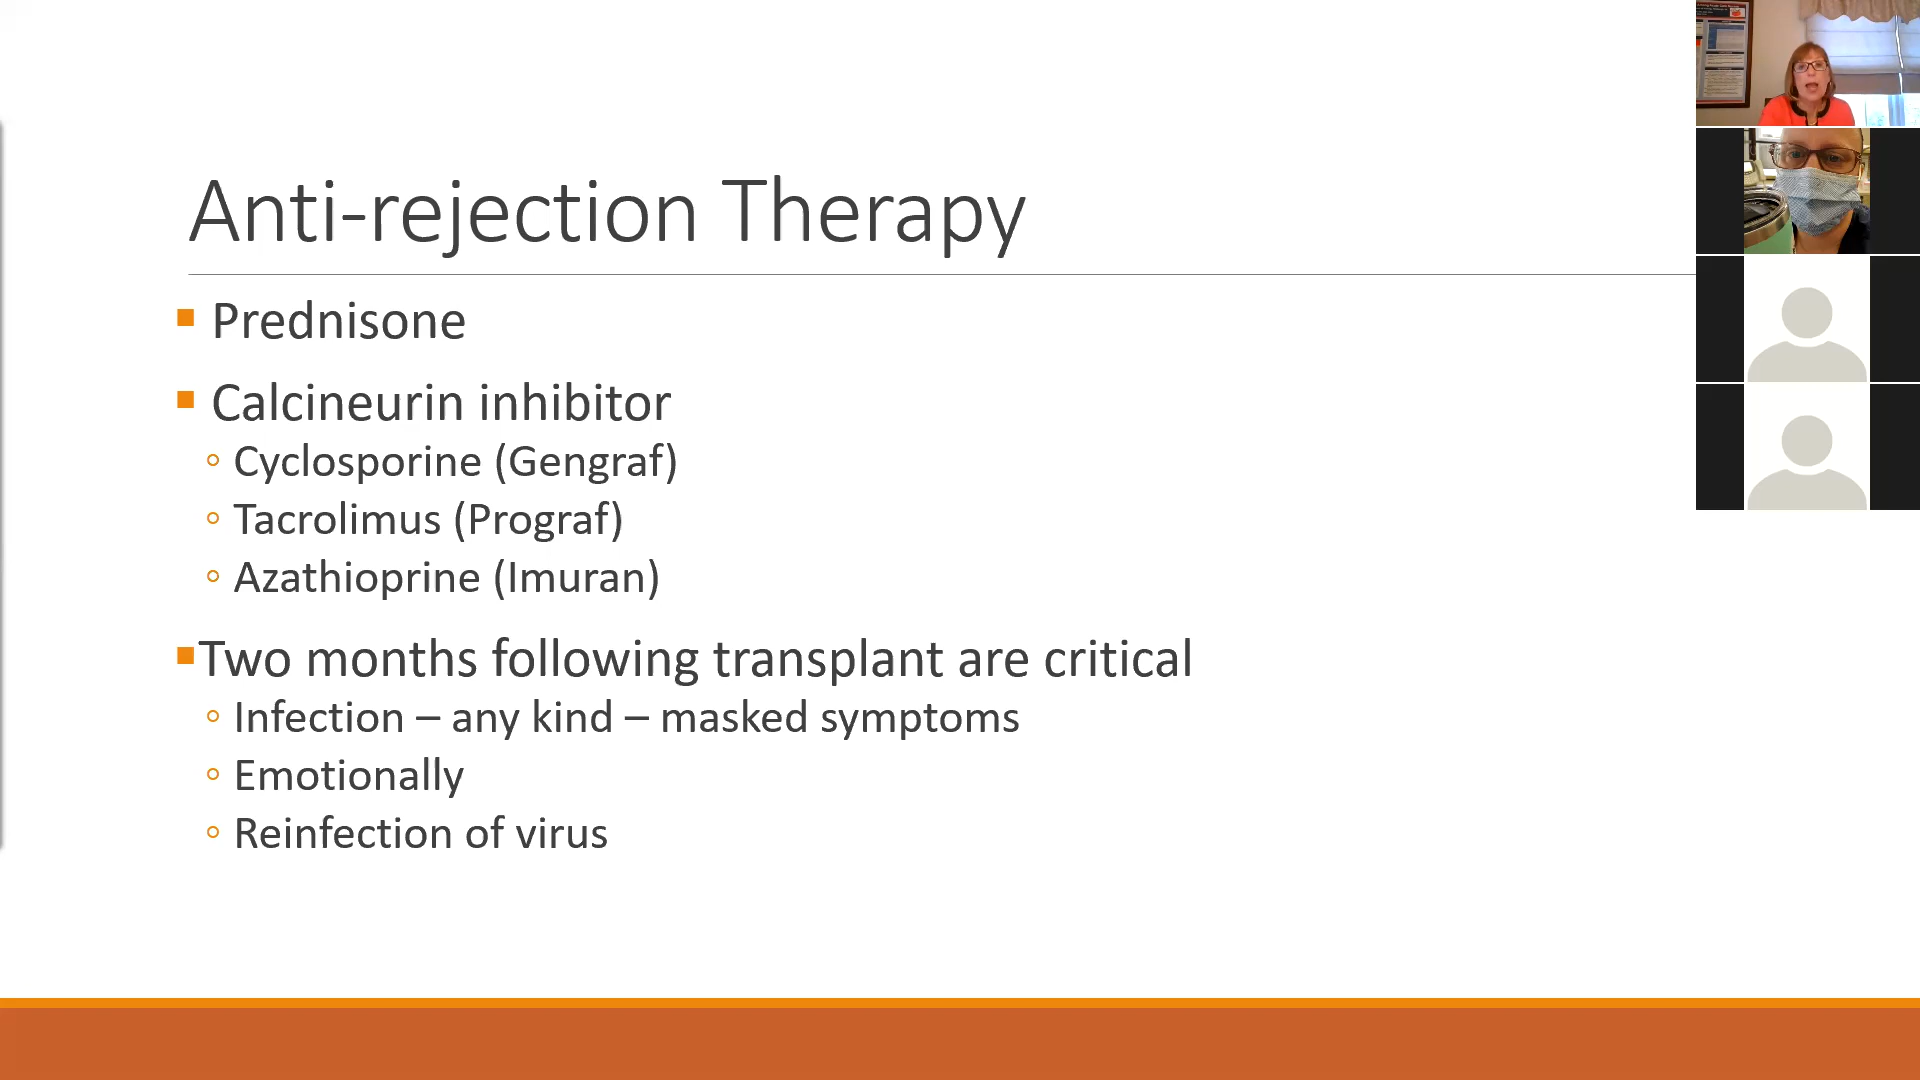 Anti-rejection Therapy
Prednisone
Calcineurin inhibitor
Cyclosporine (Gengraf)
Tacrolimus (Prograf)
Azathioprine (Imuran)
Two months following transplant are critical
Infection – any kind – masked symptoms
Emotionally
Reinfection of virus